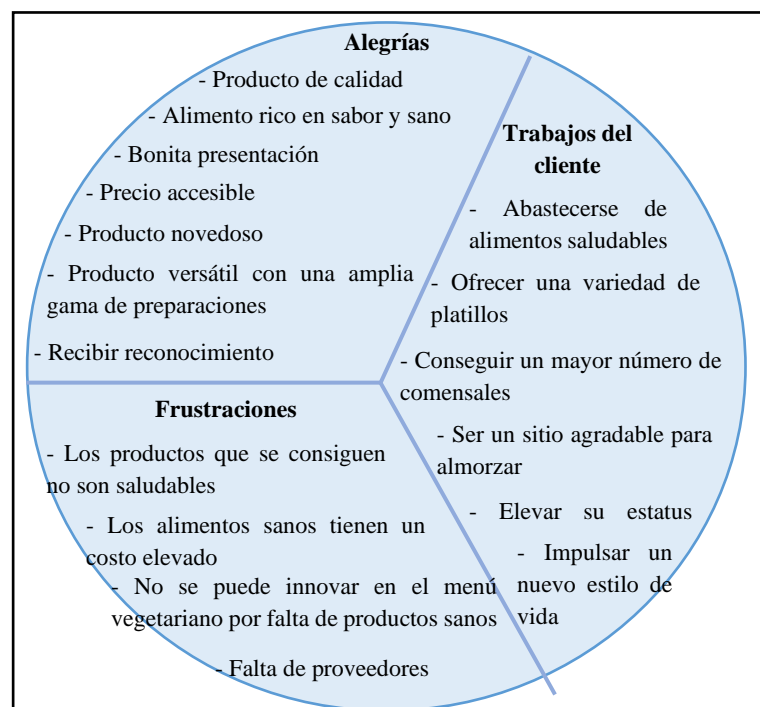 Alegrías
- Producto de calidad
- Alimento rico en sabor y sano
- Bonita presentación
- Precio accesible
- Producto novedoso
- Producto versátil con una amplia
gama de preparaciones
- Recibir reconocimiento
Trabajos del
cliente
- Abastecerse de
alimentos saludables
- Ofrecer una variedad de
platillos
- Conseguir un mayor número de
comensales
- Ser un sitio agradable para
almorzar
- Elevar su estatus
- Impulsar un
nuevo estilo de
vida
Frustraciones
- Los productos que se consiguen
no son saludables
- Los alimentos sanos tienen un
costo elevado
- No se puede innovar en el menú
vegetariano por falta de productos sanos
- Falta de proveedores